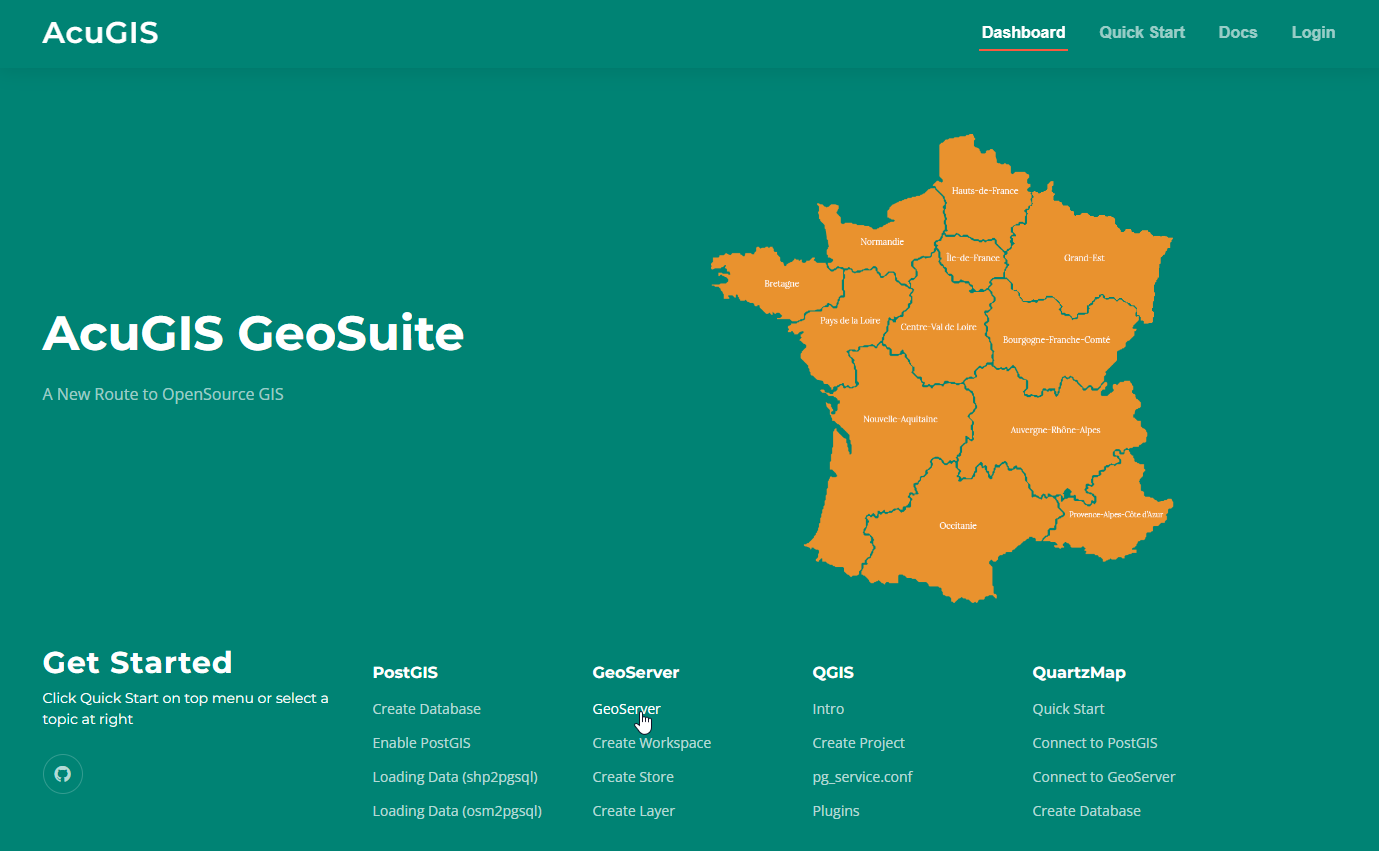 AcuGIS
Dashboard
Quick Start
Docs
Login
AcuGIS GeoSuite
A New Route to OpenSource GIS
Hauts-de-France
Normandie
Île-de-France
Grand-Est
Bretagne
Pays de la Loire
Centre-Val de Loire
Bourgogne-Franche-Comté
Nouvelle-Aquitaine
Auvergne-Rhône-Alpes
Provence-Alpes-Côte d'Azur
Occitanie
Get Started
Click Quick Start on top menu or select a
topic at right
PostGIS
Create Database
Enable PostGIS
Loading Data (shp2pgsql)
Loading Data (osm2pgsql)
GeoServer
GeoServer
Create Workspace
Create Store
Create Layer
QGIS
Intro
Create Project
pg_service.conf
Plugins
QuartzMap
Quick Start
Connect to PostGIS
Connect to GeoServer
Create Database